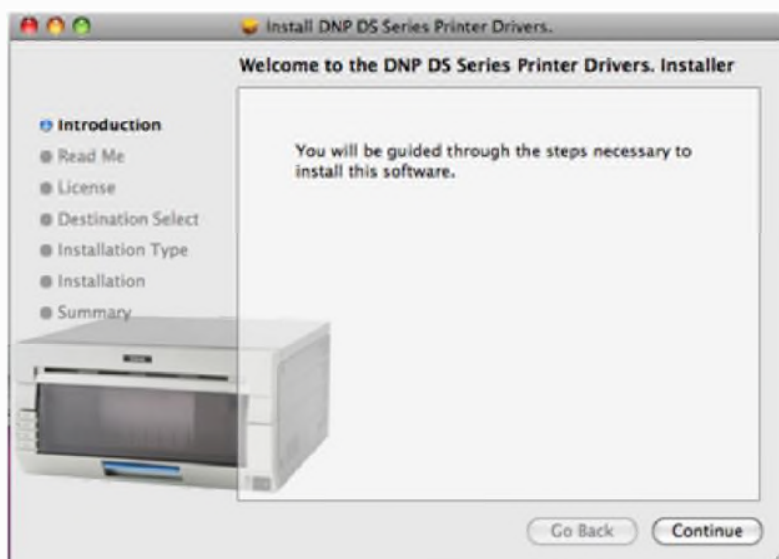 Install DNP DS Series Printer Drivers.
Welcome to the DNP DS Series Printer Drivers. Installer
Introduction
Read Me
License
Destination Select
Installation Type
Installation
Summary
You will be guided through the steps necessary to
install this software.
Go Back
Continue